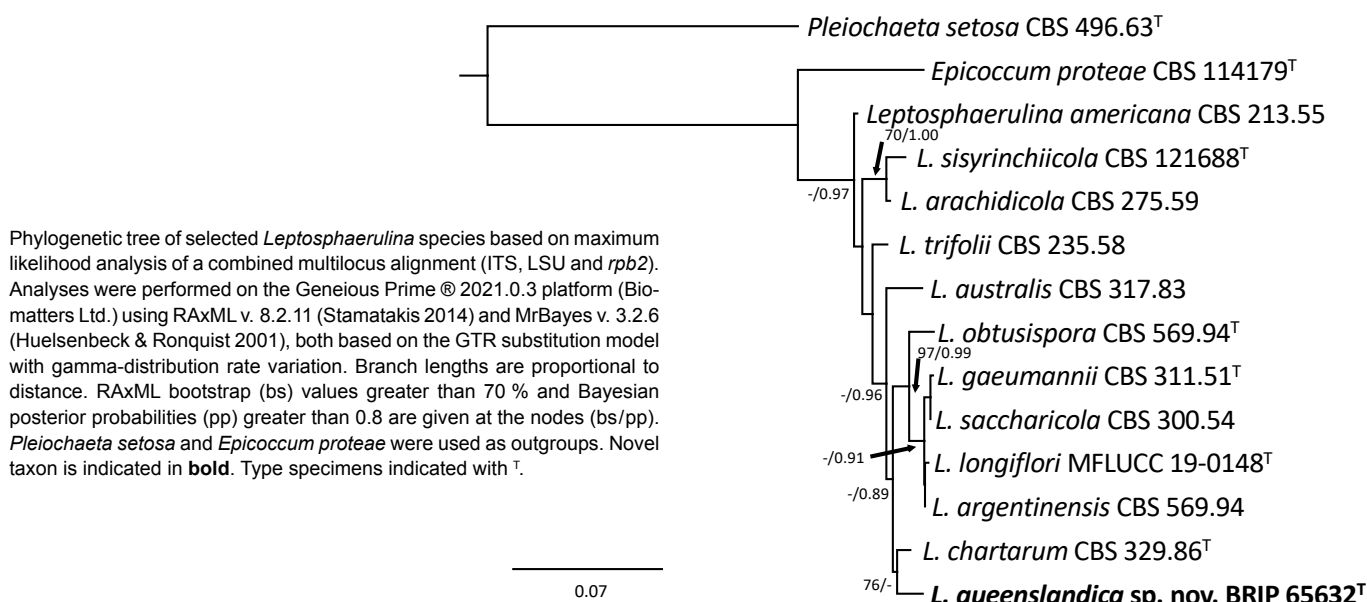 Pleiochaeta setosa CBS 496.63ᵀ
Epicoccum proteae CBS 114179ᵀ
Leptosphaerulina americana CBS 213.55
70/1.00
L. sisyrinchiicola CBS 121688ᵀ
-/0.97
L. arachidicola CBS 275.59
L. trifolii CBS 235.58
L. australis CBS 317.83
L. obtusispora CBS 569.94ᵀ
97/0.99
L. gaeumannii CBS 311.51ᵀ
-/0.96
L. saccharicola CBS 300.54
-/0.91
L. longiflori MFLUCC 19-0148ᵀ
-/0.89
L. argentinensis CBS 569.94
L. chartarum CBS 329.86ᵀ
76/-
L. queenslandica sp. nov. BRIP 65632ᵀ
Phylogenetic tree of selected Leptosphaerulina species based on maximum
likelihood analysis of a combined multilocus alignment (ITS, LSU and rpb2).
Analyses were performed on the Geneious Prime ® 2021.0.3 platform (Bio-
matters Ltd.) using RAxML v. 8.2.11 (Stamatakis 2014) and MrBayes v. 3.2.6
(Huelsenbeck & Ronquist 2001), both based on the GTR substitution model
with gamma-distribution rate variation. Branch lengths are proportional to
distance. RAxML bootstrap (bs) values greater than 70 % and Bayesian
posterior probabilities (pp) greater than 0.8 are given at the nodes (bs/pp).
Pleiochaeta setosa and Epicoccum proteae were used as outgroups. Novel
taxon is indicated in bold. Type specimens indicated with ᵀ.
0.07